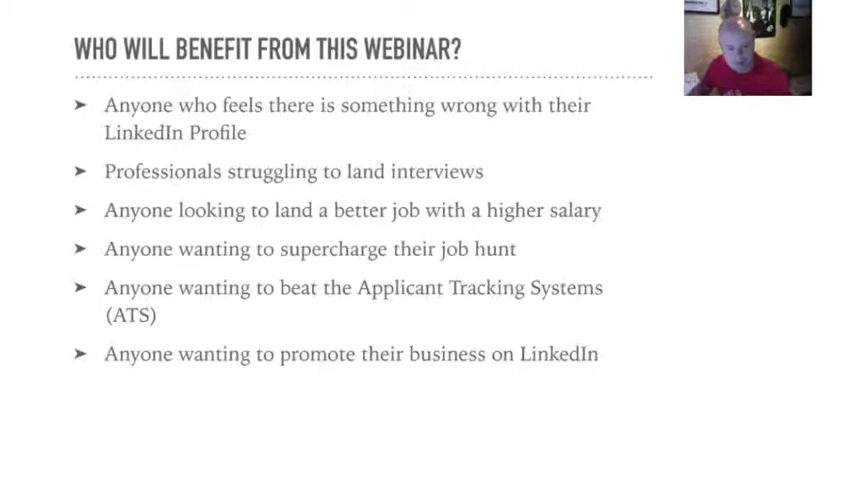 WHO WILL BENEFIT FROM THIS WEBINAR?
➤ Anyone who feels there is something wrong with their
LinkedIn Profile
➤ Professionals struggling to land interviews
➤ Anyone looking to land a better job with a higher salary
➤ Anyone wanting to supercharge their job hunt
➤ Anyone wanting to beat the Applicant Tracking Systems
(ATS)
➤ Anyone wanting to promote their business on LinkedIn